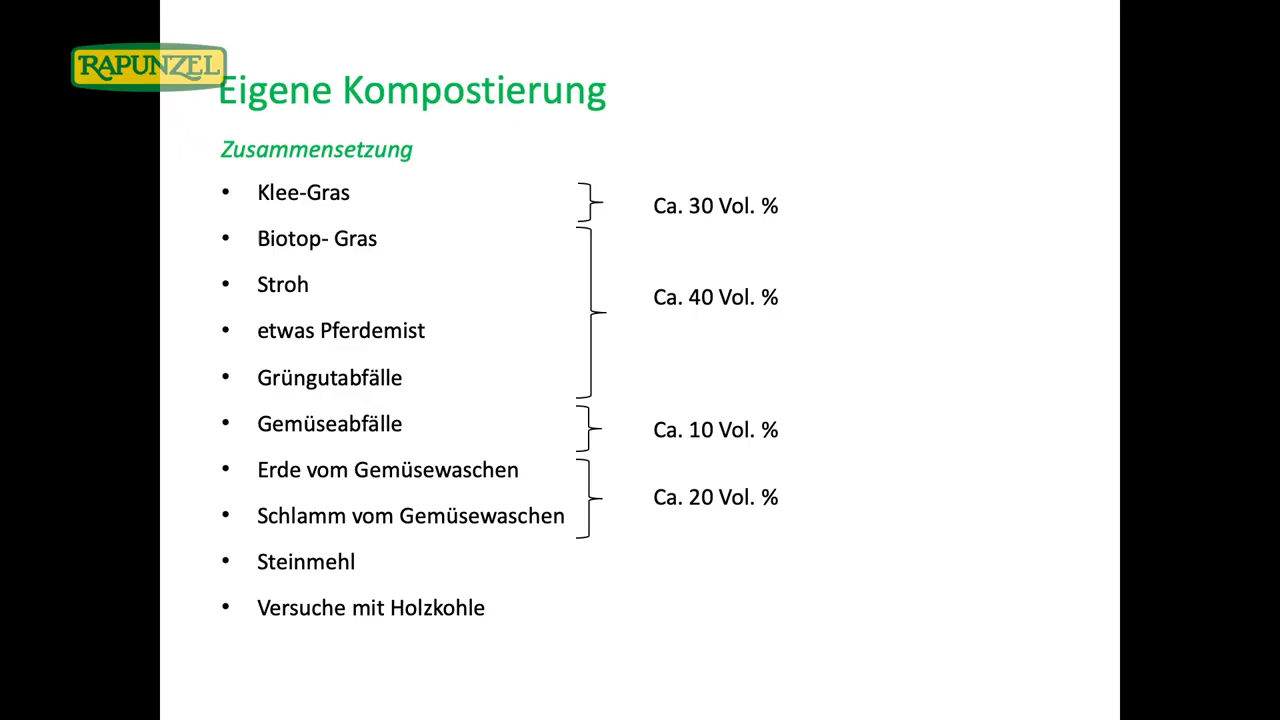 RAPUNZEL
Eigene Kompostierung
Zusammensetzung
• Klee-Gras
Ca. 30 Vol. %
• Biotop- Gras
• Stroh
Ca. 40 Vol. %
• etwas Pferdemist
• Grüngutabfälle
• Gemüseabfälle
Ca. 10 Vol. %
• Erde vom Gemüsewaschen
Ca. 20 Vol. %
• Schlamm vom Gemüsewaschen
• Steinmehl
• Versuche mit Holzkohle